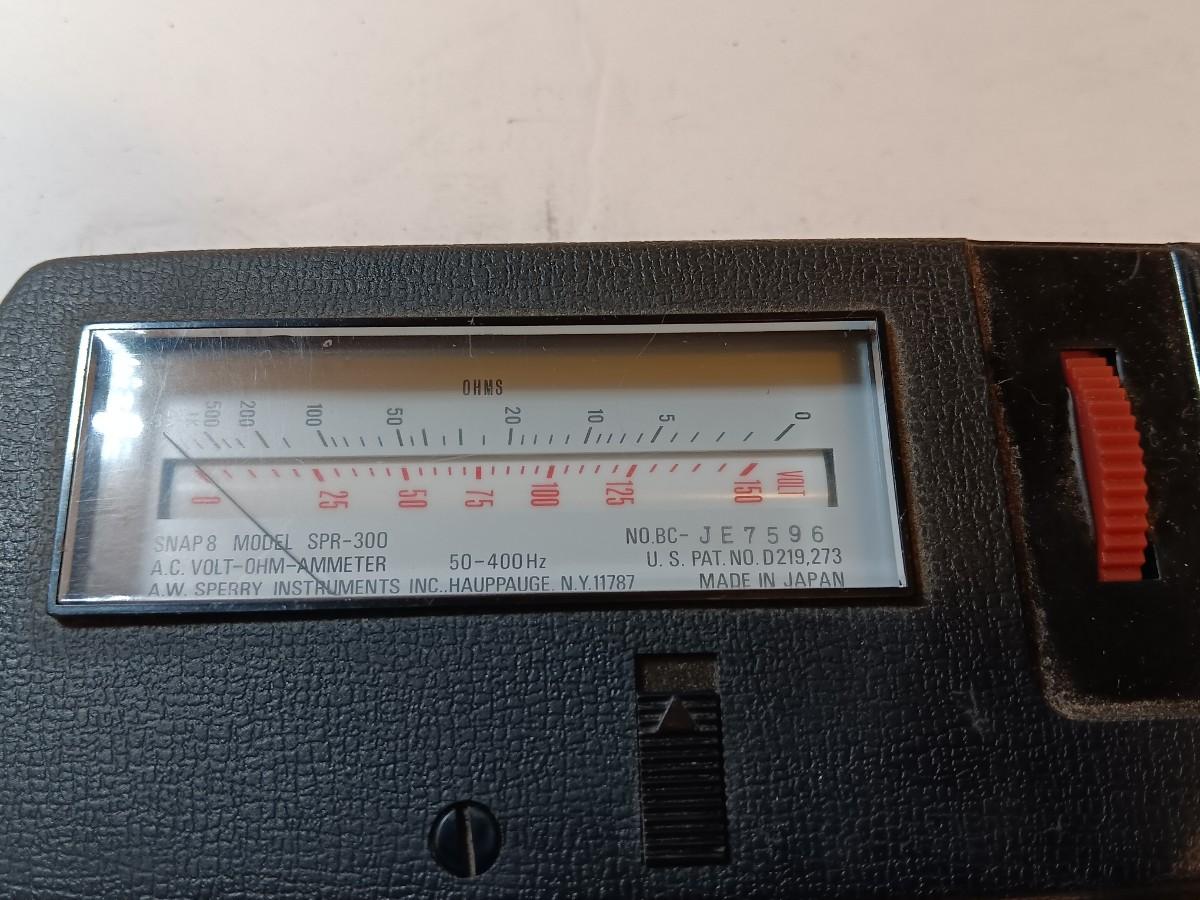 OHMS
1K 500 200 100 50 20 10 5 0
0 25 50 75 100 125 150 VOLT
SNAP 8 MODEL SPR-300
NO.BC- JE7596
A.C. VOLT-OHM-AMMETER 50-400Hz
U.S. PAT. NO. D219,273
A.W. SPERRY INSTRUMENTS INC., HAUPPAUGE. N.Y. 11787
MADE IN JAPAN